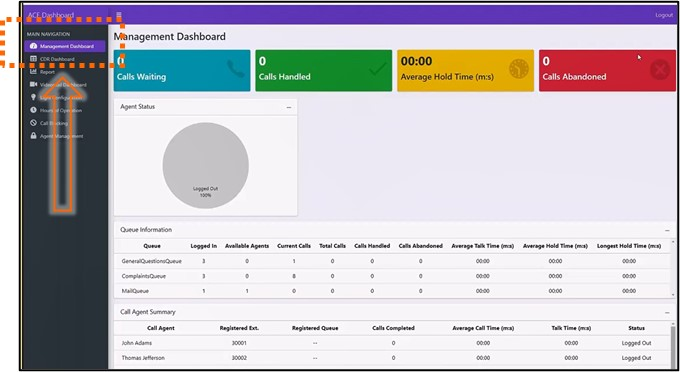 ACE Dashboard
Logout
MAIN NAVIGATION
Management Dashboard
CDR Dashboard
Report
Videomail Dashboard
Hours of Operation
Call Blocking
Agent Management
Management Dashboard
0
Calls Waiting
0
Calls Handled
00:00
Average Hold Time (m:s)
0
Calls Abandoned
Agent Status
Logged Out
100%
Queue Information
Queue Logged In Available Agents Current Calls Total Calls Calls Handled Calls Abandoned Average Talk Time (m:s) Average Hold Time (m:s) Longest Hold Time (m:s)
GeneralQuestionsQueue 3 0 1 0 0 0 00:00 00:00 00:00
ComplaintsQueue 3 0 8 0 0 0 00:00 00:00 00:00
MailQueue 1 1 0 0 0 0 00:00 00:00 00:00
Call Agent Summary
Call Agent Registered Ext. Registered Queue Calls Completed Average Call Time (m:s) Talk Time (m:s) Status
John Adams 30001 -- 0 00:00 00:00 Logged Out
Thomas Jefferson 30002 -- 0 00:00 00:00 Logged Out